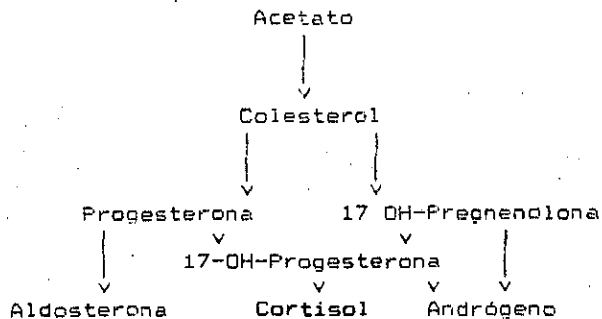 Acetato
Colesterol
Progesterona 17 OH-Pregnenolona
17-OH-Progesterona
Aldosterona Cortisol Andrógeno